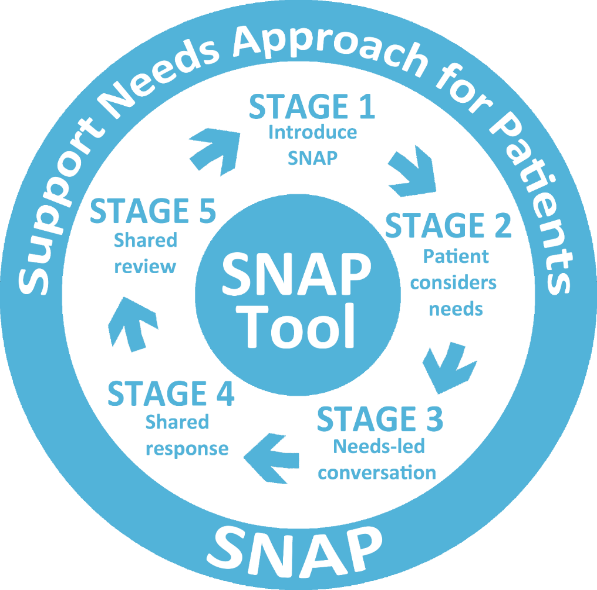 Support Needs Approach for Patients
STAGE 1
Introduce
SNAP
STAGE 2
Patient
considers
needs
STAGE 3
Needs-led
conversation
STAGE 4
Shared
response
STAGE 5
Shared
review
SNAP
Tool
SNAP